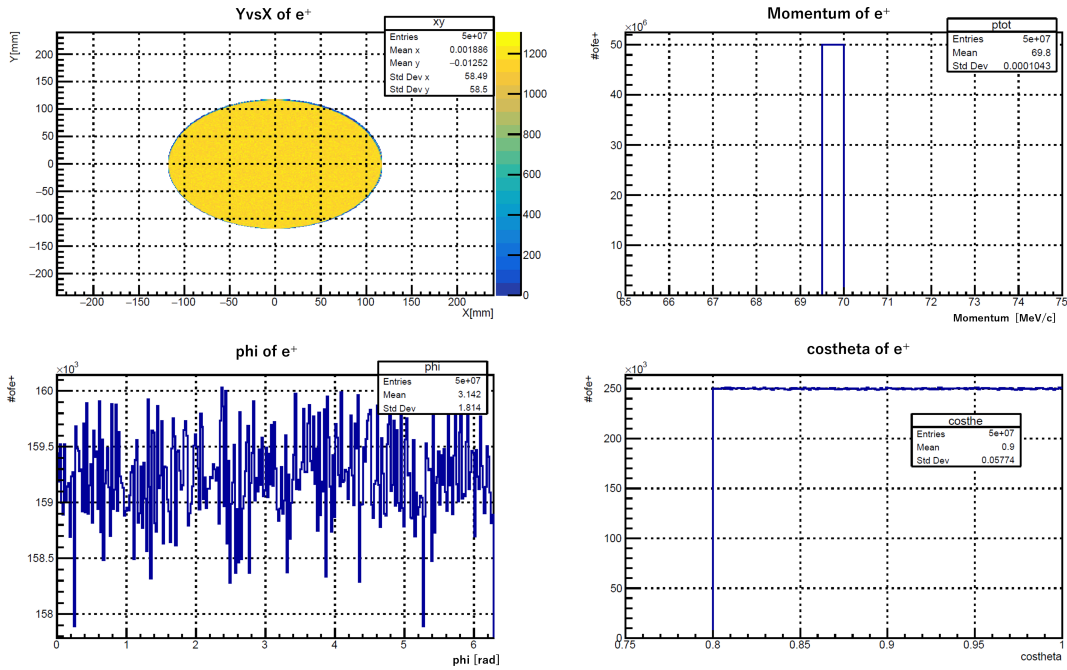 YvsX of e⁺
Y[mm]
xy
Entries 5e+07
Mean x 0.001886
Mean y −0.01252
Std Dev x 58.49
Std Dev y 58.5
200
150
100
50
0
−50
−100
−150
−200
−200 −150 −100 −50 0 50 100 150 200
X[mm]
1200
1000
800
600
400
200
0
Momentum of e⁺
×10⁶
#ofe+
ptot
Entries 5e+07
Mean 69.8
Std Dev 0.0001043
50
40
30
20
10
0
65 66 67 68 69 70 71 72 73 74 75
Momentum [MeV/c]
phi of e⁺
×10³
#ofe+
phi
Entries 5e+07
Mean 3.142
Std Dev 1.814
160
159.5
159
158.5
158
0 1 2 3 4 5 6
phi [rad]
costheta of e⁺
×10³
#ofe+
costhe
Entries 5e+07
Mean 0.9
Std Dev 0.05774
250
200
150
100
50
0
0.75 0.8 0.85 0.9 0.95 1
costheta